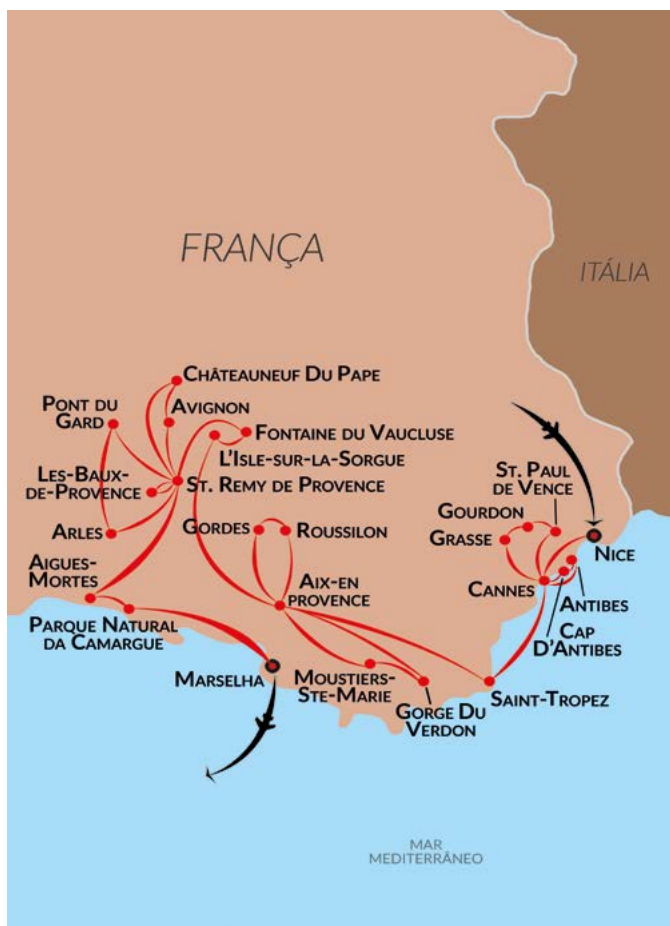 FRANÇA
ITÁLIA
CHÂTEAUNEUF DU PAPE
PONT DU
GARD
AVIGNON
FONTAINE DU VAUCLUSE
L'ISLE-SUR-LA-SORGUE
LES-BAUX-
DE-PROVENCE
ST. REMY DE PROVENCE
ST. PAUL
DE VENCE
GOURDON
GRASSE
GORDES
ROUSSILON
ARLES
NICE
AIGUES-
MORTES
AIX-EN
PROVENCE
CANNES
ANTIBES
PARQUE NATURAL
DA CAMARGUE
CAP
D'ANTIBES
MARSELHA
MOUSTIERS-
STE-MARIE
GORGE DU
VERDON
SAINT-TROPEZ
MAR
MEDITERRÂNEO